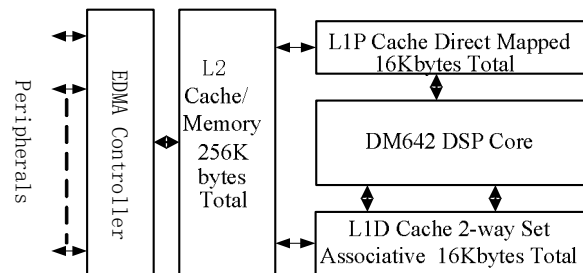 Peripherals
EDMA Controller
L2
Cache/
Memory
256K
bytes
Total
L1P Cache Direct Mapped
16Kbytes Total
DM642 DSP Core
L1D Cache 2-way Set
Associative 16Kbytes Total